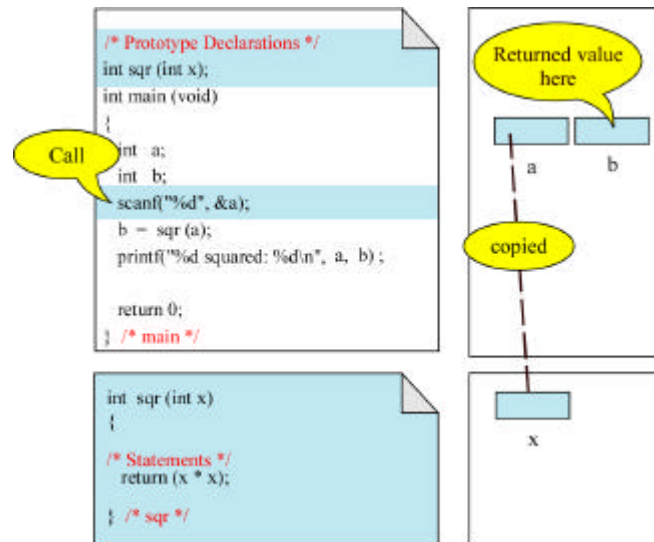 /* Prototype Declarations */
int sqr (int x);
int main (void)
{
int a;
int b;
scanf("%d", &a);
b = sqr (a);
printf("%d squared: %d\n", a, b) ;
return 0;
} /* main */
Call
Returned value
here
a b
copied
int sqr (int x)
{
/* Statements */
return (x * x);
} /* sqr */
x